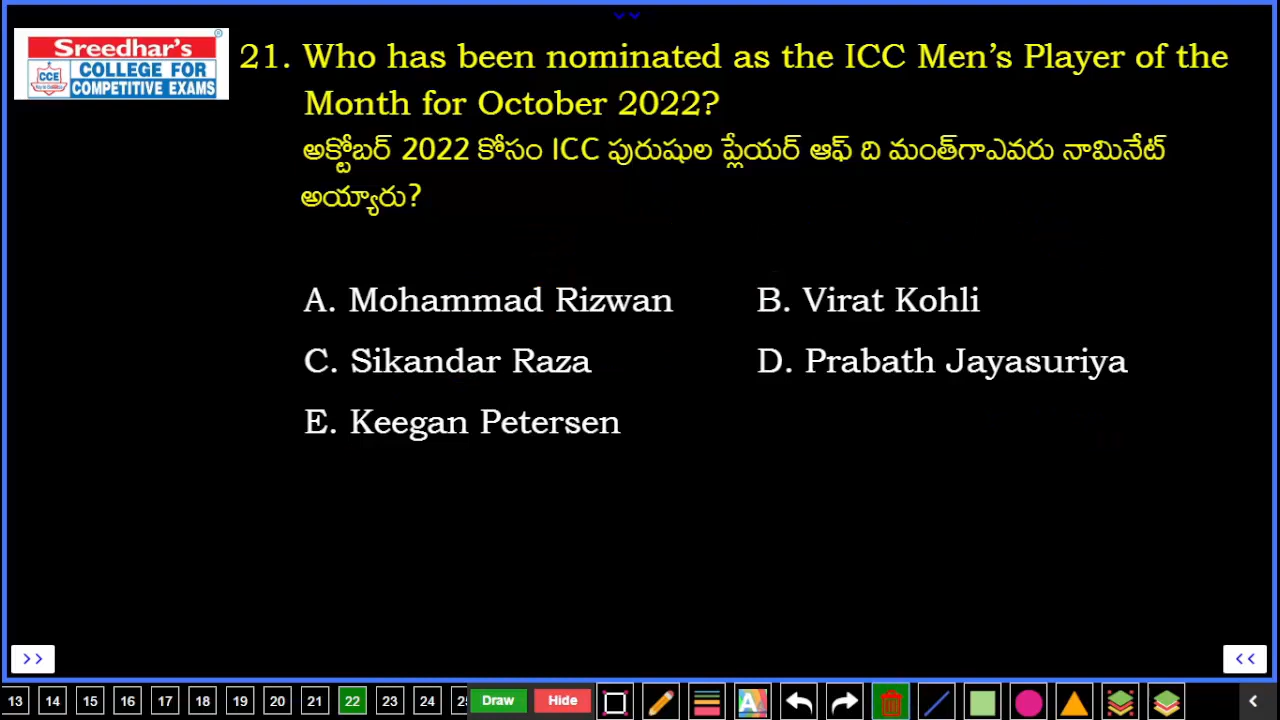 Sreedhar's
CCE
COLLEGE FOR
COMPETITIVE EXAMS
21. Who has been nominated as the ICC Men’s Player of the
Month for October 2022?
అక్టోబర్ 2022 కోసం ICC పురుషుల ప్లేయర్ ఆఫ్ ది మంత్‌గాఎవరు నామినేట్
అయ్యారు?
A. Mohammad Rizwan B. Virat Kohli
C. Sikandar Raza D. Prabath Jayasuriya
E. Keegan Petersen
>> <<
13 14 15 16 17 18 19 20 21 22 23 24 Draw Hide A <